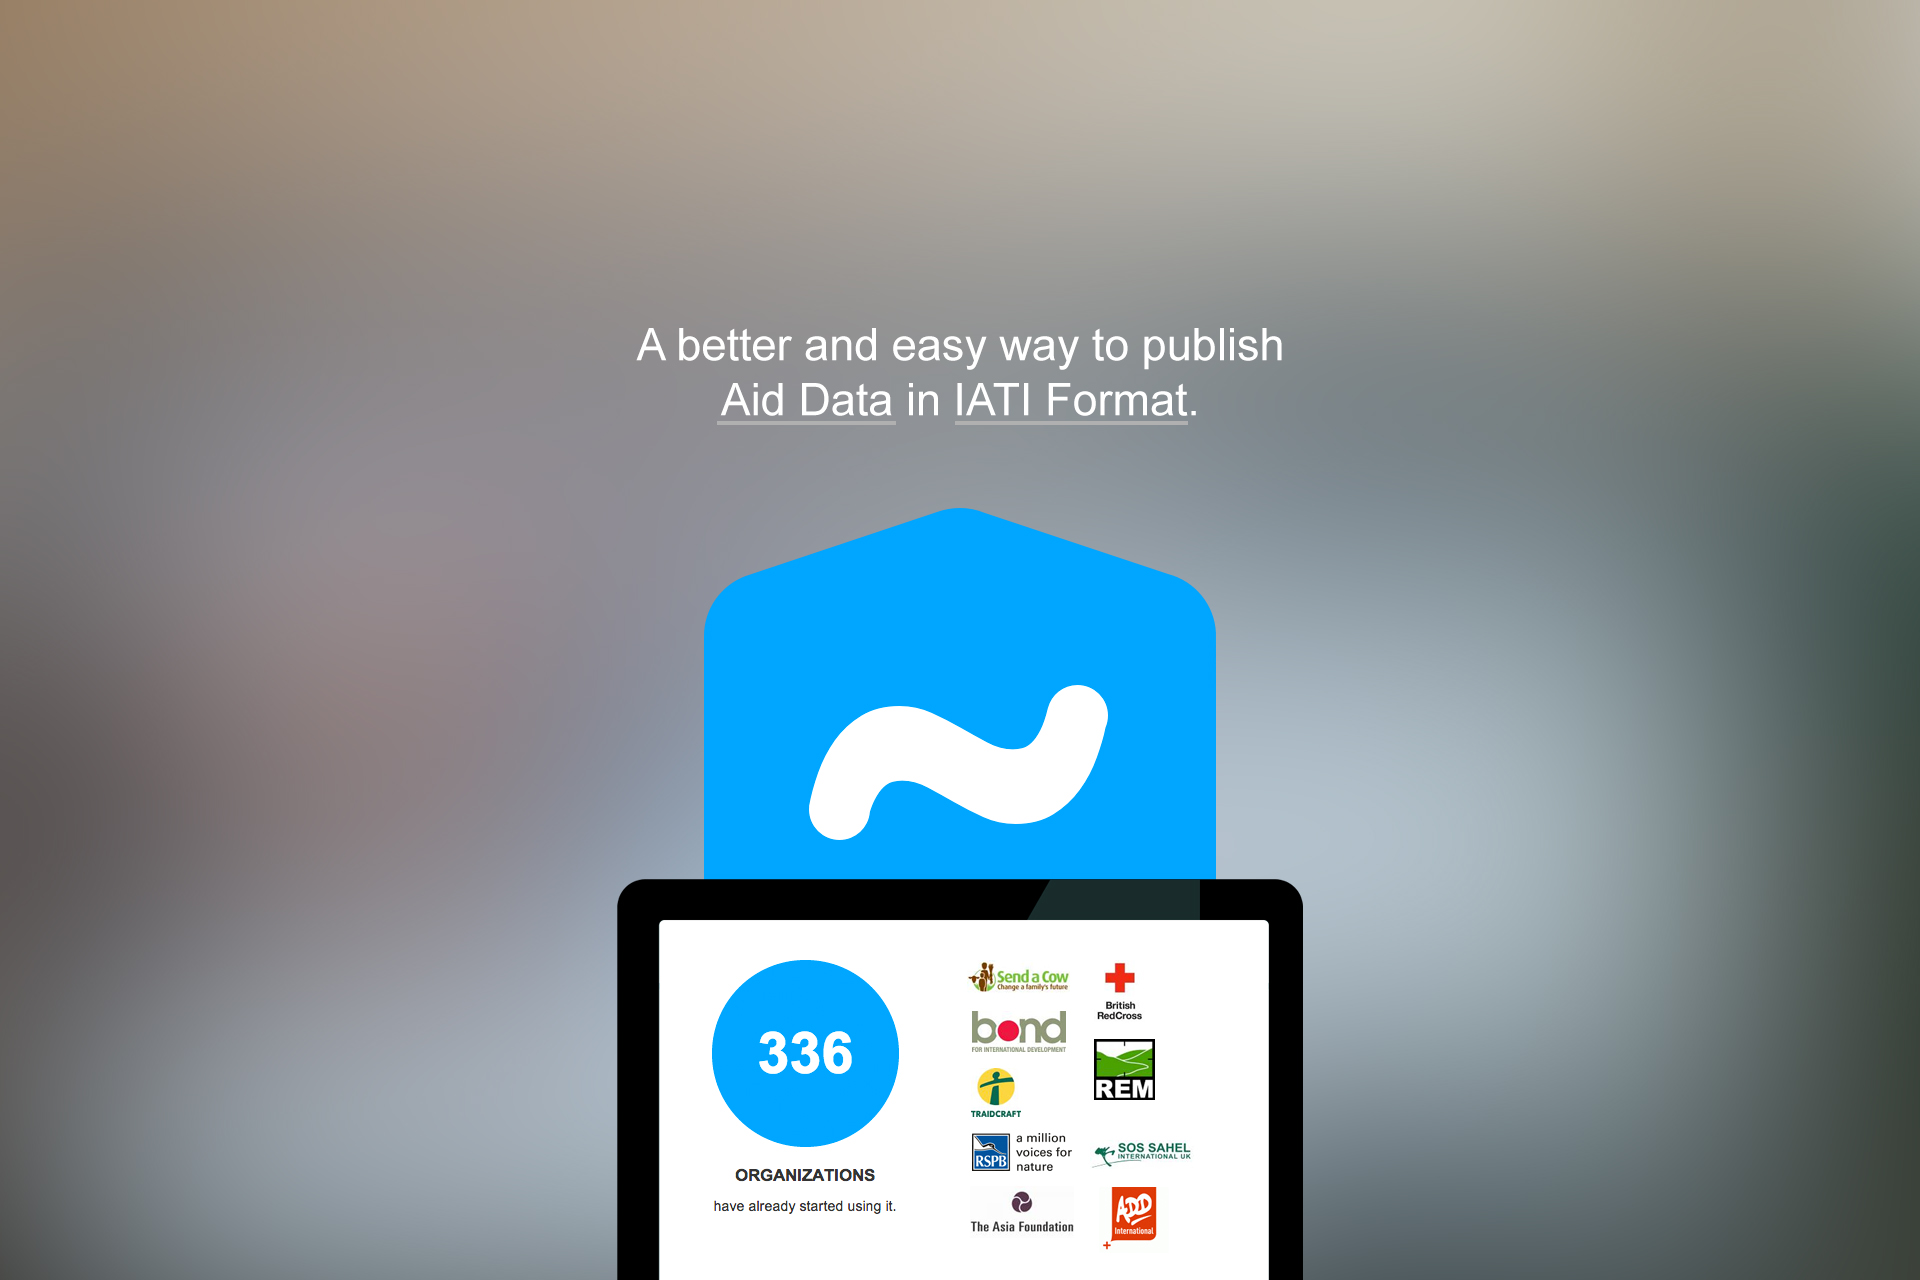 A better and easy way to publish
Aid Data in IATI Format.
336
ORGANIZATIONS
have already started using it.
Send a Cow
Change a family's future
bond
FOR INTERNATIONAL DEVELOPMENT
TRAIDCRAFT
RSPB
a million
voices for
nature
The Asia Foundation
British
RedCross
REM
SOS SAHEL
INTERNATIONAL UK
ADD
International